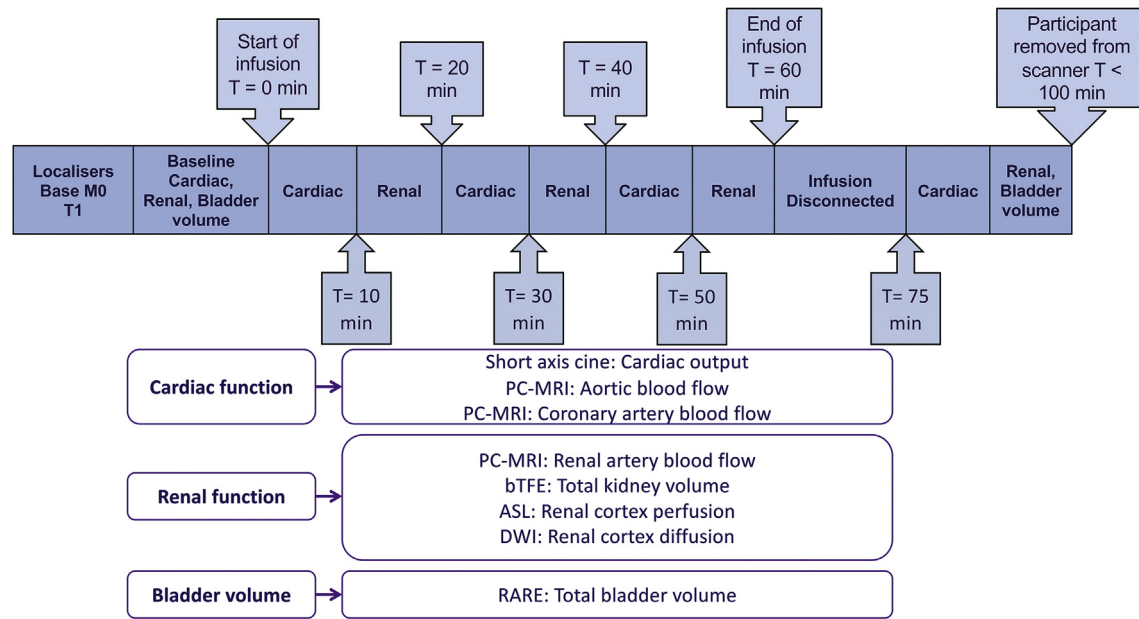 Start of
infusion
T = 0 min
T = 20
min
T = 40
min
End of
infusion
T = 60
min
Participant
removed from
scanner T <
100 min
Localisers
Base M0
T1
Baseline
Cardiac,
Renal, Bladder
volume
Cardiac
Renal
Cardiac
Renal
Cardiac
Renal
Infusion
Disconnected
Cardiac
Renal,
Bladder
volume
T= 10
min
T= 30
min
T= 50
min
T= 75
min
Cardiac function
Short axis cine: Cardiac output
PC-MRI: Aortic blood flow
PC-MRI: Coronary artery blood flow
Renal function
PC-MRI: Renal artery blood flow
bTFE: Total kidney volume
ASL: Renal cortex perfusion
DWI: Renal cortex diffusion
Bladder volume
RARE: Total bladder volume